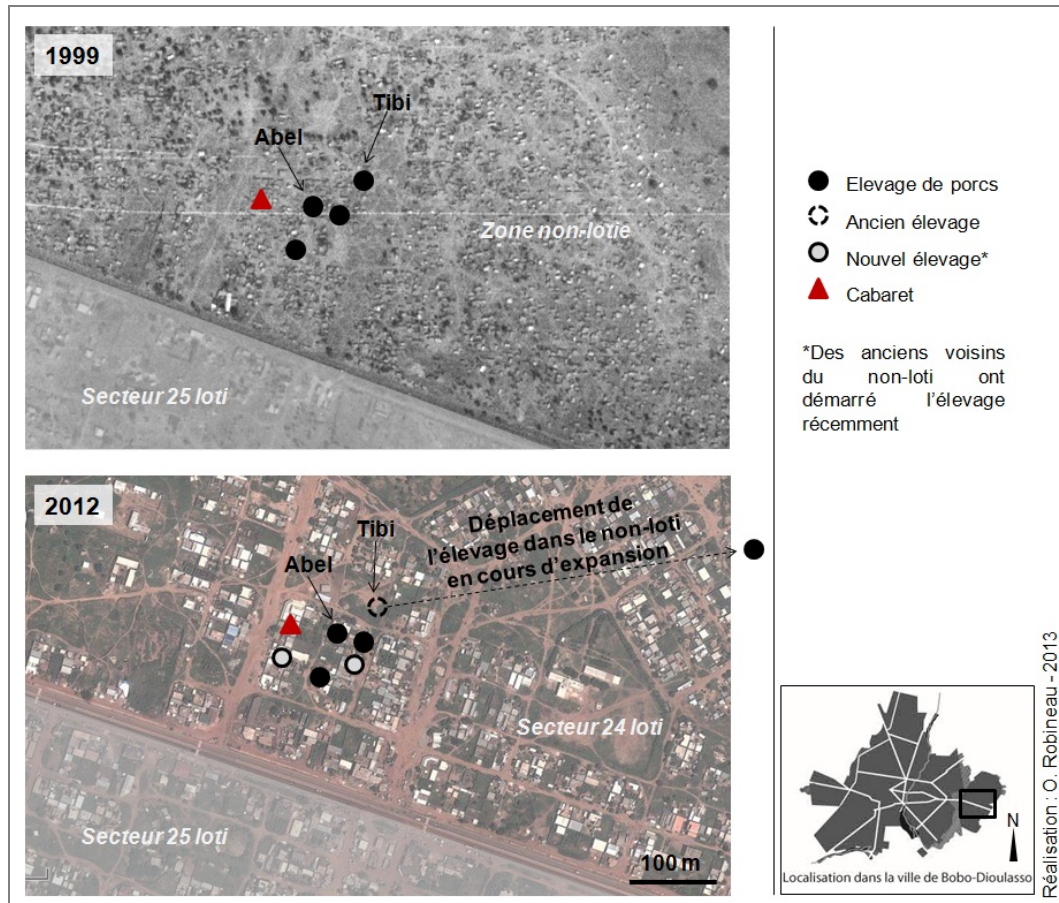 1999
Tibi
Abel
Zone non-lotie
Secteur 25 loti
Elevage de porcs
Ancien élevage
Nouvel élevage*
Cabaret
*Des anciens voisins
du non-loti ont
démarré l'élevage
récemment
2012
Tibi
Abel
Déplacement de
l'élevage dans le non-loti
en cours d'expansion
Secteur 24 loti
Secteur 25 loti
100 m
N
Localisation dans la ville de Bobo-Dioulasso
Réalisation : O. Robineau - 2013